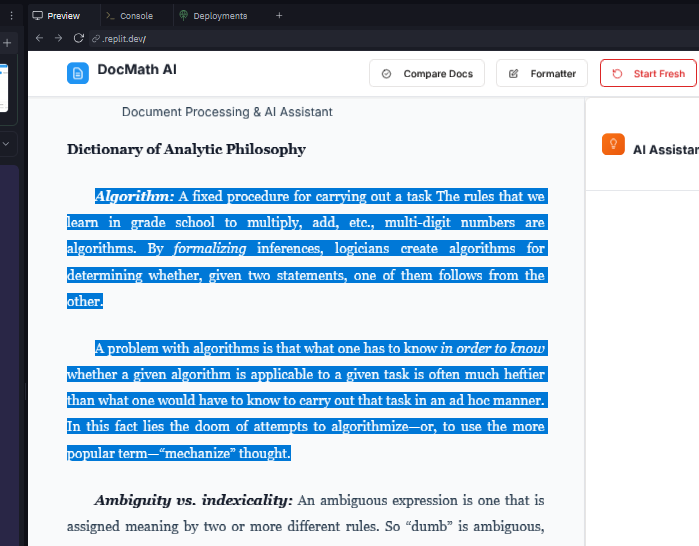 Preview
Console
Deployments
.replit.dev/
DocMath AI
Compare Docs
Formatter
Start Fresh
Document Processing & AI Assistant
AI Assistan
Dictionary of Analytic Philosophy
Algorithm: A fixed procedure for carrying out a task The rules that we
learn in grade school to multiply, add, etc., multi-digit numbers are
algorithms. By formalizing inferences, logicians create algorithms for
determining whether, given two statements, one of them follows from the
other.
A problem with algorithms is that what one has to know in order to know
whether a given algorithm is applicable to a given task is often much heftier
than what one would have to know to carry out that task in an ad hoc manner.
In this fact lies the doom of attempts to algorithmize—or, to use the more
popular term—“mechanize” thought.
Ambiguity vs. indexicality: An ambiguous expression is one that is
assigned meaning by two or more different rules. So “dumb” is ambiguous,